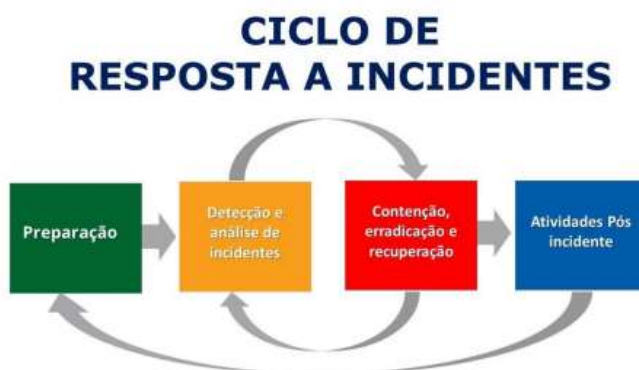 CICLO DE
RESPOSTA A INCIDENTES
Preparação
Detecção e
análise de
incidentes
Contenção,
erradicação e
recuperação
Atividades Pós
incidente